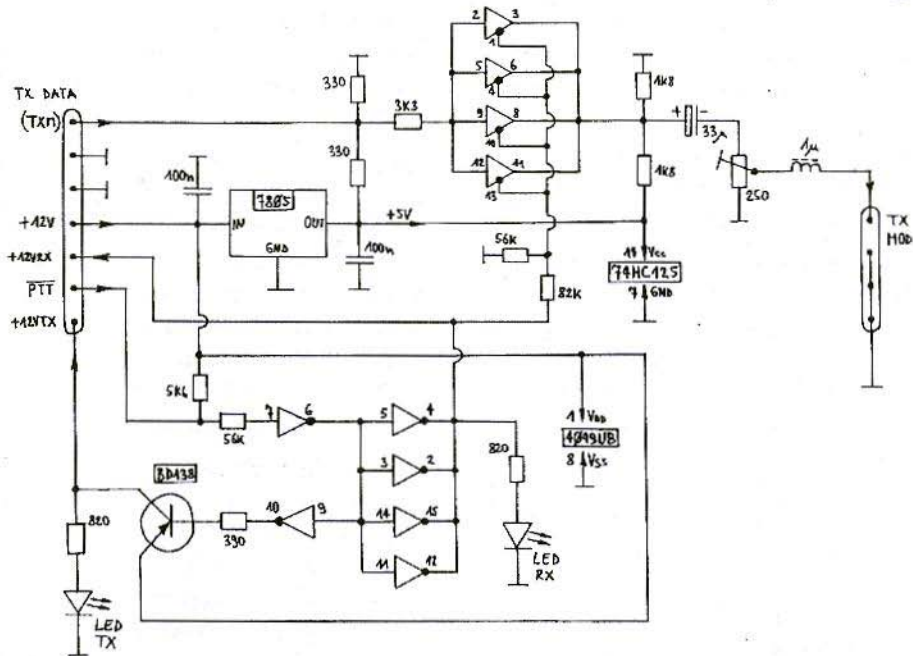 TX DATA
(TXM)
+12V
+12VRX
PTT
+12VTX
330
3K3
330
100n
7805
IN
OUT
GND
+5V
100n
2
3
1
5
6
4
9
8
10
12
11
13
56K
82K
1K8
1K8
+
-
33µ
250
1µ
TX
MOD
14 Vcc
74HC125
7 GND
5K6
56K
7
6
5
4
3
2
14
15
11
12
820
LED
RX
1 VDD
4049UB
8 VSS
BD138
10
9
390
820
LED
TX